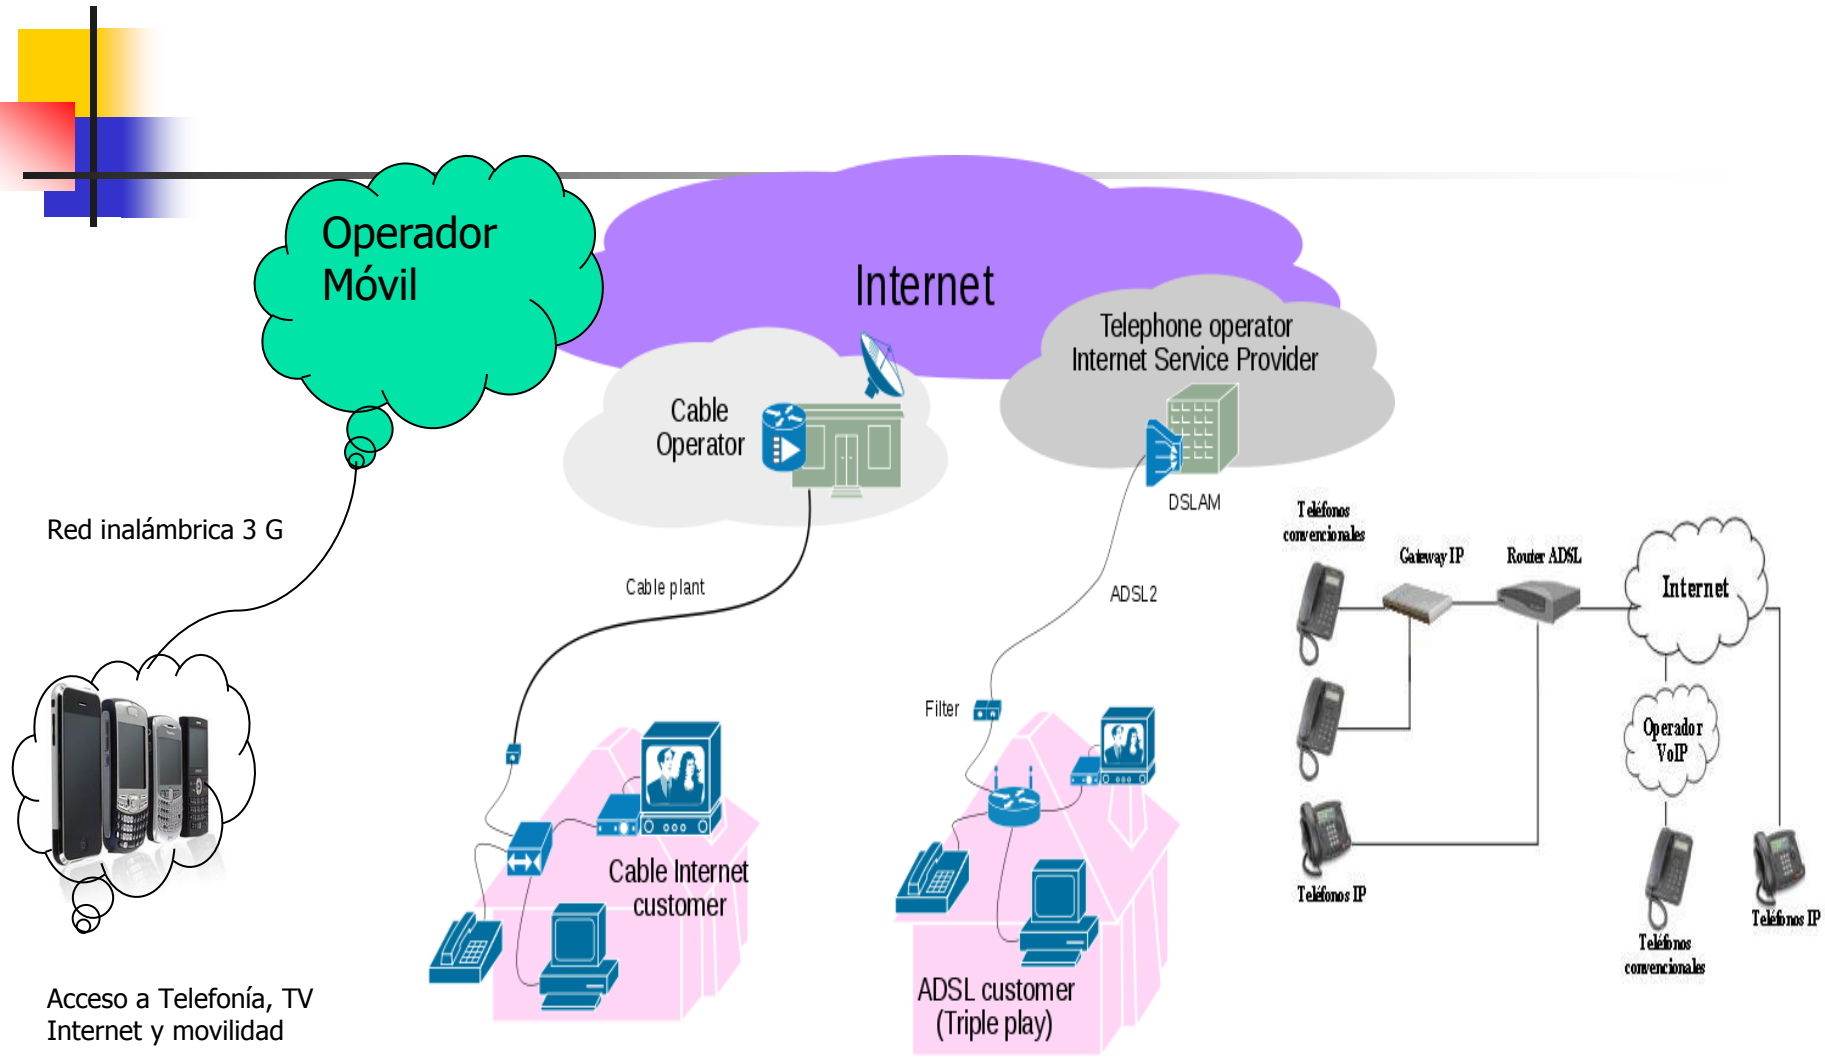 Operador
Móvil
Internet
Telephone operator
Internet Service Provider
Cable
Operator
DSLAM
Red inalámbrica 3 G
Cable plant
ADSL2
Filter
Cable Internet
customer
ADSL customer
(Triple play)
Acceso a Telefonía, TV
Internet y movilidad
Teléfonos
convencionales
Gateway IP
Router ADSL
Internet
Operador
VoIP
Teléfonos IP
Teléfonos
convencionales
Teléfonos IP